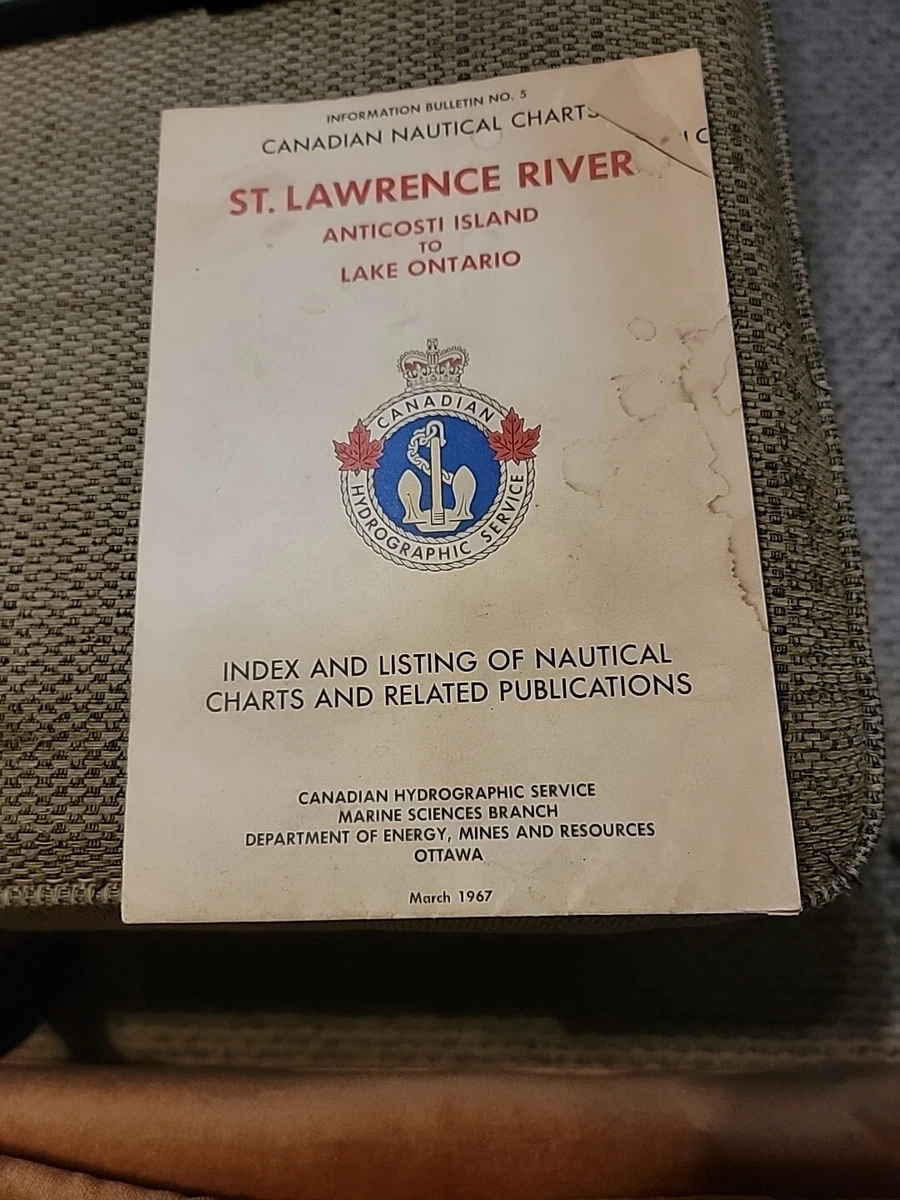 INFORMATION BULLETIN NO. 5
CANADIAN NAUTICAL CHARTS
ST. LAWRENCE RIVER
ANTICOSTI ISLAND
TO
LAKE ONTARIO
CANADIAN
HYDROGRAPHIC SERVICE
INDEX AND LISTING OF NAUTICAL
CHARTS AND RELATED PUBLICATIONS
CANADIAN HYDROGRAPHIC SERVICE
MARINE SCIENCES BRANCH
DEPARTMENT OF ENERGY, MINES AND RESOURCES
OTTAWA
March 1967